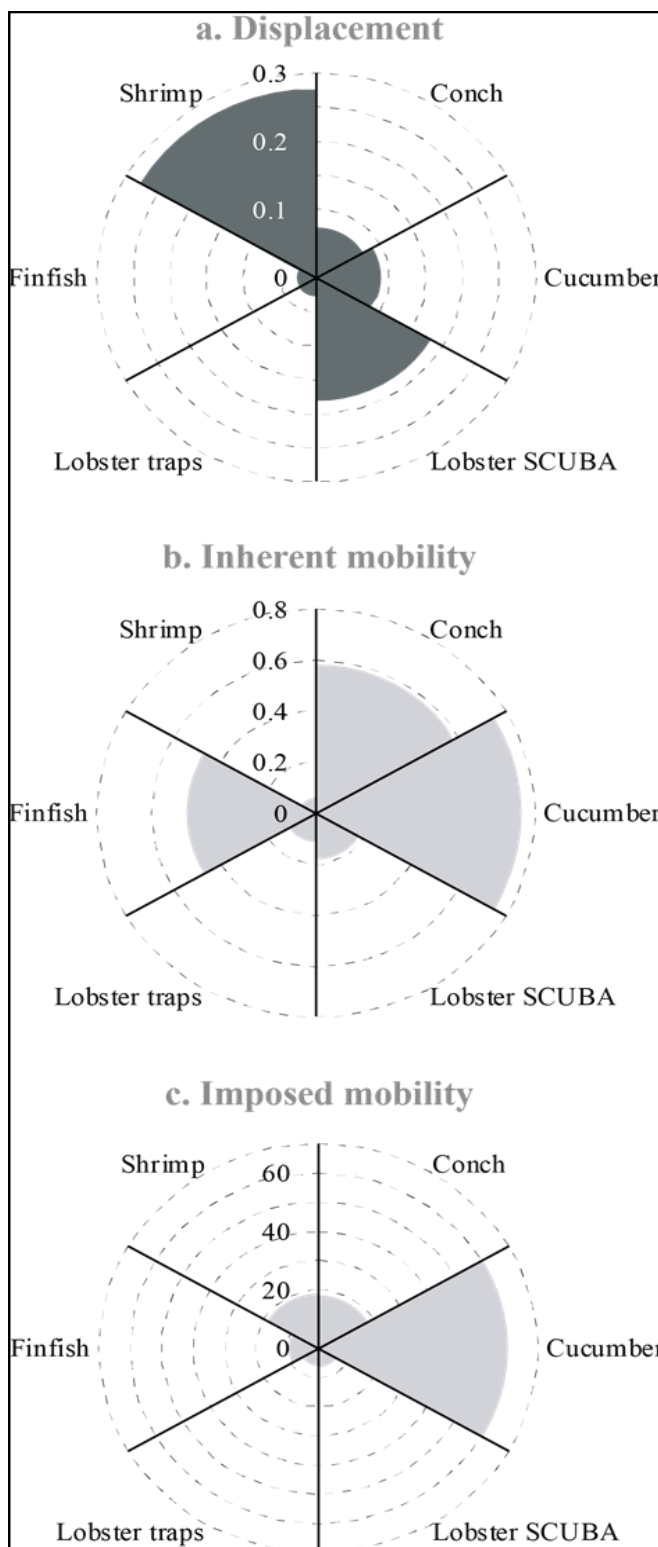 a. Displacement
0.3
Shrimp Conch
0.2
0.1
Finfish 0 Cucumber
Lobster traps Lobster SCUBA
b. Inherent mobility
0.8
Shrimp Conch
0.6
0.4
0.2
Finfish 0 Cucumber
Lobster traps Lobster SCUBA
c. Imposed mobility
Shrimp Conch
60
40
20
Finfish 0 Cucumber
Lobster traps Lobster SCUBA